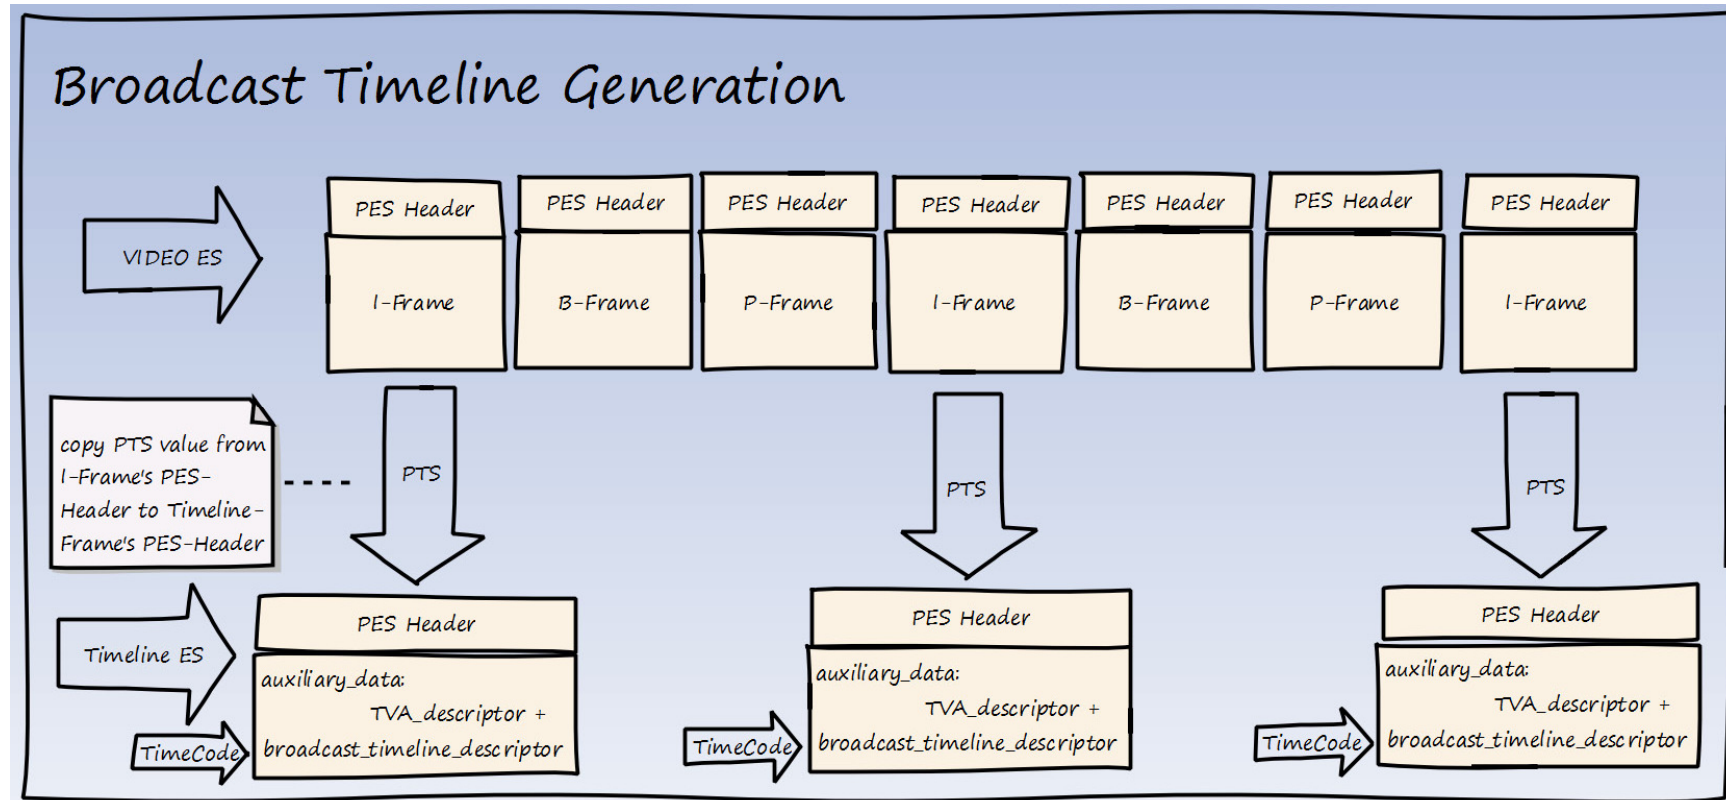 Broadcast Timeline Generation
PES Header
PES Header
PES Header
PES Header
PES Header
PES Header
PES Header
VIDEO ES
I-Frame
B-Frame
P-Frame
I-Frame
B-Frame
P-Frame
I-Frame
copy PTS value from
I-Frame's PES-
Header to Timeline-
Frame's PES-Header
PTS
PTS
PTS
Timeline ES
PES Header
auxiliary_data:
TVA_descriptor +
broadcast_timeline_descriptor
TimeCode
PES Header
auxiliary_data:
TVA_descriptor +
broadcast_timeline_descriptor
TimeCode
PES Header
auxiliary_data:
TVA_descriptor +
broadcast_timeline_descriptor
TimeCode